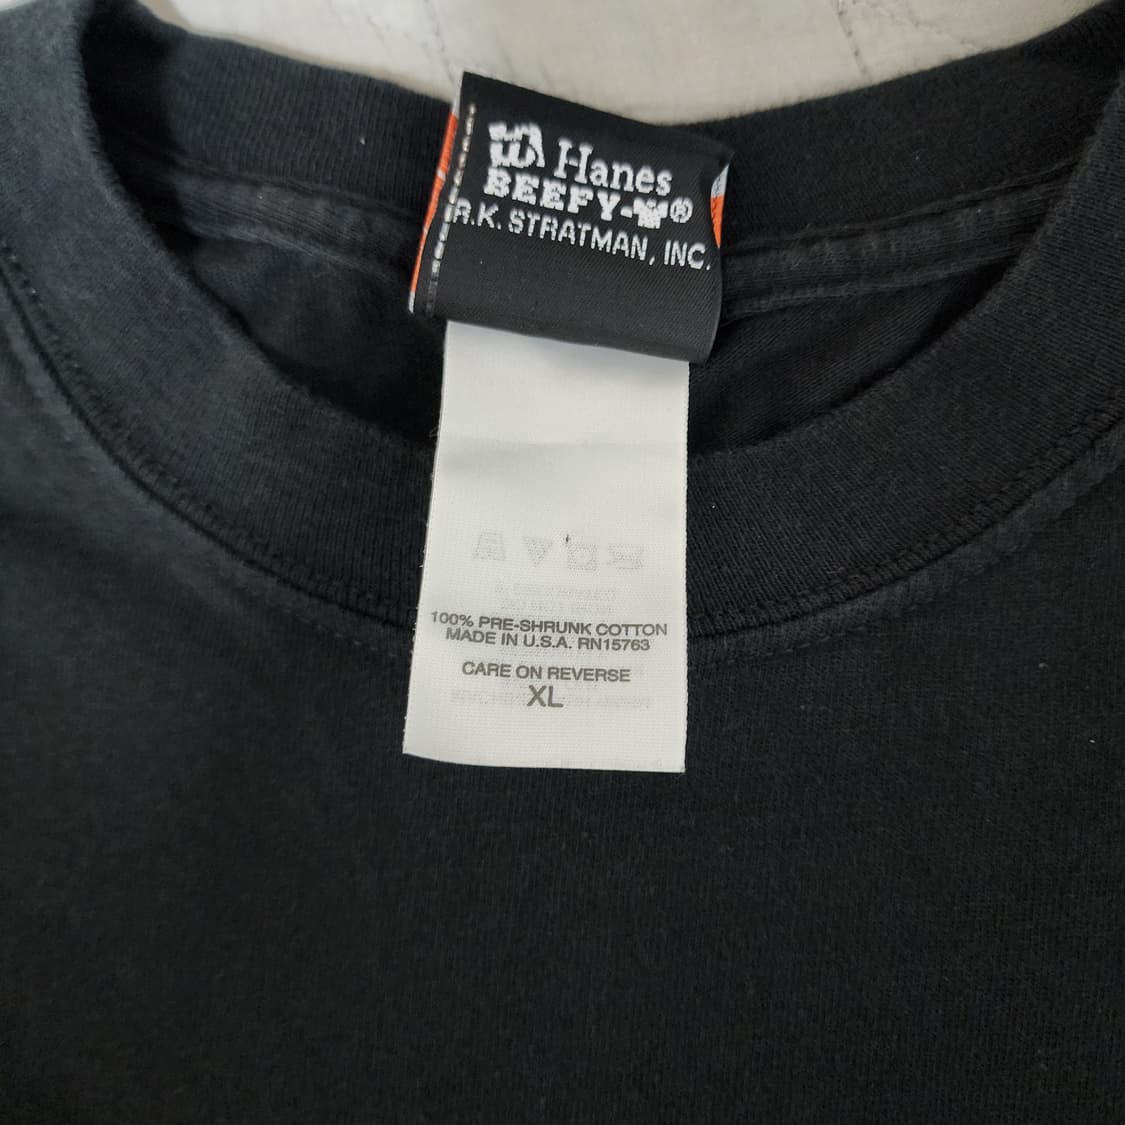 Hanes
BEEFY-T®
R.K. STRATMAN, INC.
100% PRE-SHRUNK COTTON
MADE IN U.S.A. RN15763
CARE ON REVERSE
XL